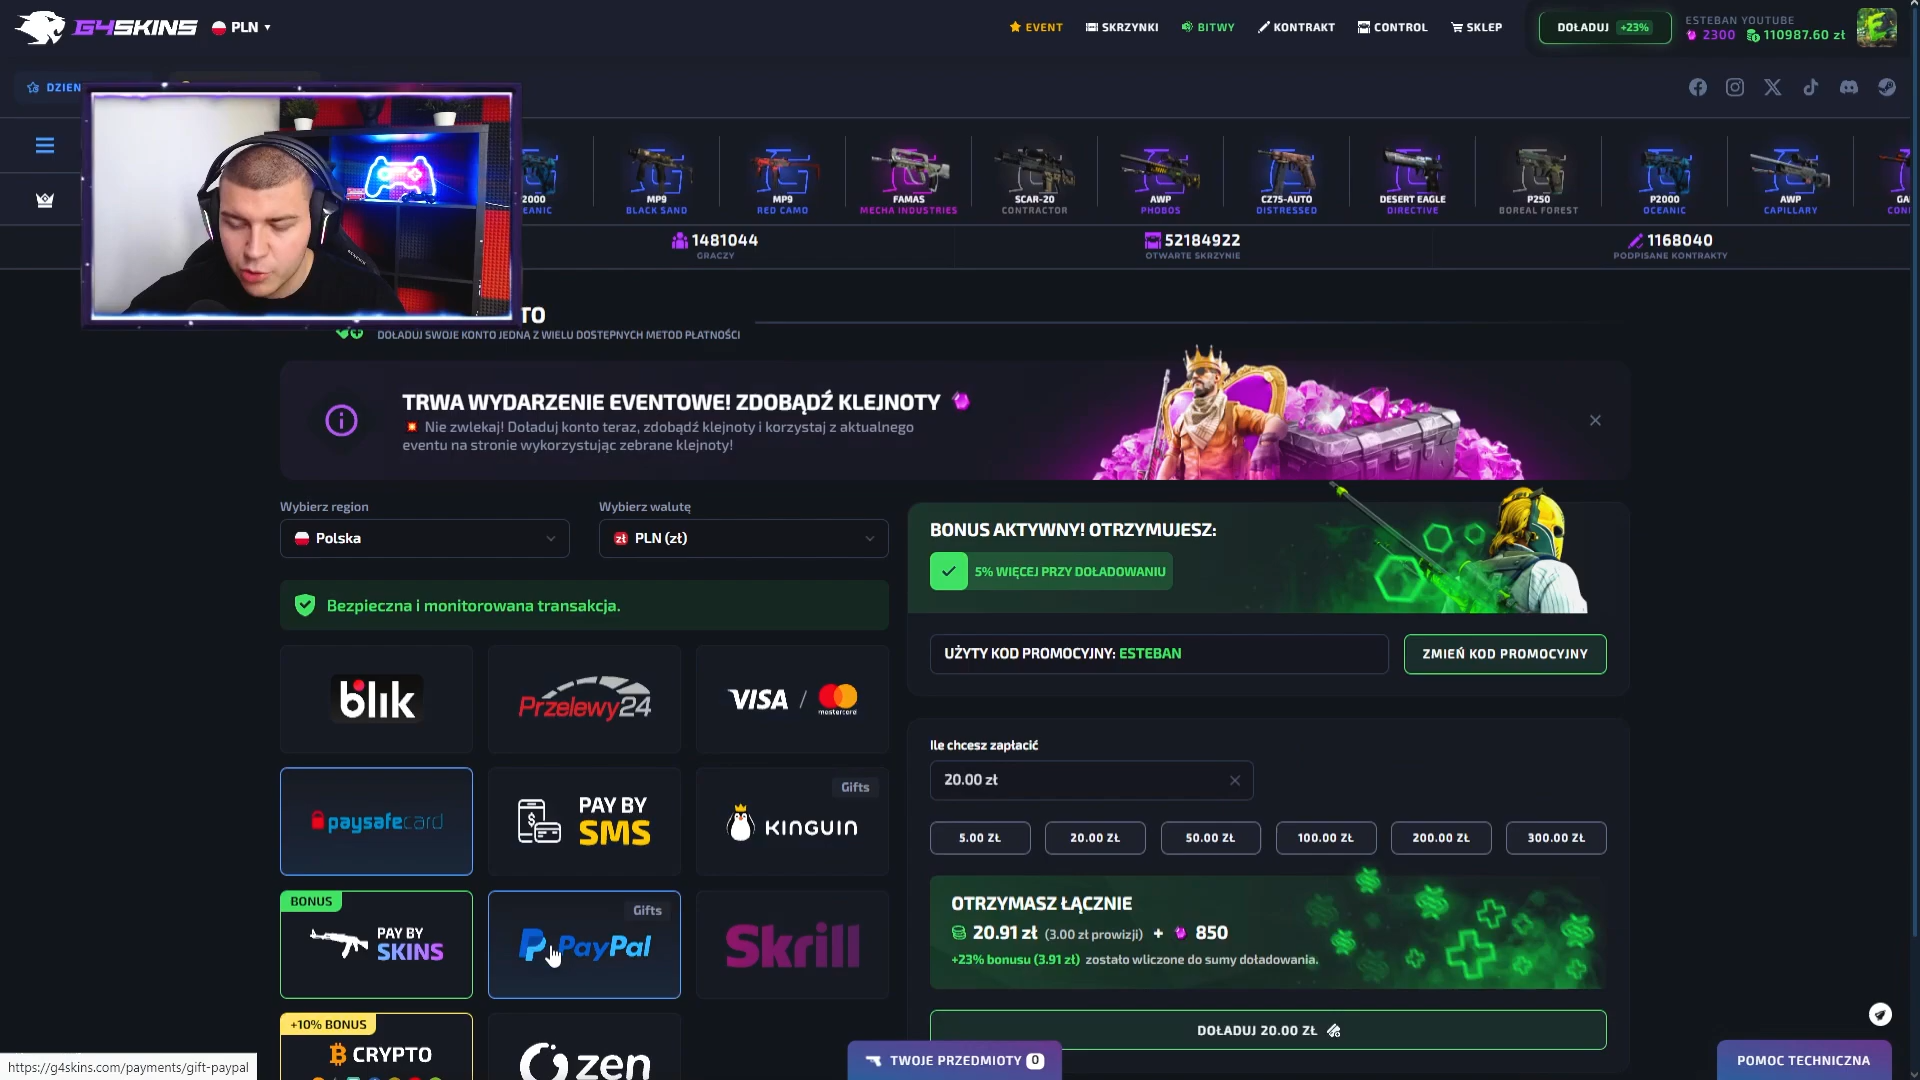 G4SKINS
PLN
EVENT
SKRZYNKI
BITWY
KONTRAKT
CONTROL
SKLEP
DOŁADUJ +23%
ESTEBAN YOUTUBE
2300 110987.60 zł
MP9
BLACK SAND
MP9
RED CAMO
FAMAS
MECHA INDUSTRIES
SCAR-20
CONTRACTOR
AWP
PHOBOS
CZ75-AUTO
DISTRESSED
DESERT EAGLE
DIRECTIVE
P250
BOREAL FOREST
P2000
OCEANIC
AWP
CAPILLARY
1481044
GRACZY
52184922
OTWARTE SKRZYNIE
1168040
PODPISANE KONTRAKTY
DOŁADUJ SWOJE KONTO JEDNĄ Z WIELU DOSTĘPNYCH METOD PŁATNOŚCI
TRWA WYDARZENIE EVENTOWE! ZDOBĄDŹ KLEJNOTY
Nie zwlekaj! Doładuj konto teraz, zdobądź klejnoty i korzystaj z aktualnego
eventu na stronie wykorzystując zebrane klejnoty!
Wybierz region
Polska
Wybierz walutę
zł PLN (zł)
Bezpieczna i monitorowana transakcja.
BONUS AKTYWNY! OTRZYMUJESZ:
5% WIĘCEJ PRZY DOŁADOWANIU
UŻYTY KOD PROMOCYJNY: ESTEBAN
ZMIEŃ KOD PROMOCYJNY
blik
Przelewy24
VISA / mastercard
paysafecard
PAY BY
SMS
Gifts
KINGUIN
BONUS
PAY BY
SKINS
Gifts
PayPal
Skrill
+10% BONUS
CRYPTO
zen
Ile chcesz zapłacić
20.00 zł
5.00 ZŁ
20.00 ZŁ
50.00 ZŁ
100.00 ZŁ
200.00 ZŁ
300.00 ZŁ
OTRZYMASZ ŁĄCZNIE
20.91 zł (3.00 zł prowizji) + 850
+23% bonusu (3.91 zł) zostało wliczone do sumy doładowania.
DOŁADUJ 20.00 ZŁ
TWOJE PRZEDMIOTY 0
POMOC TECHNICZNA
https://g4skins.com/payments/gift-paypal